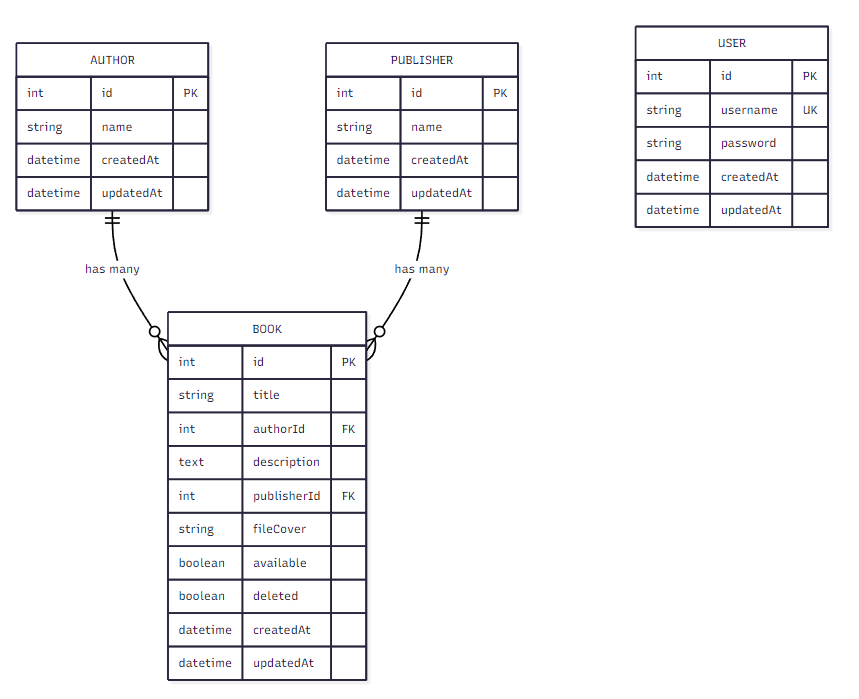 AUTHOR
int id PK
string name
datetime createdAt
datetime updatedAt
PUBLISHER
int id PK
string name
datetime createdAt
datetime updatedAt
USER
int id PK
string username UK
string password
datetime createdAt
datetime updatedAt
has many
has many
BOOK
int id PK
string title
int authorId FK
text description
int publisherId FK
string fileCover
boolean available
boolean deleted
datetime createdAt
datetime updatedAt